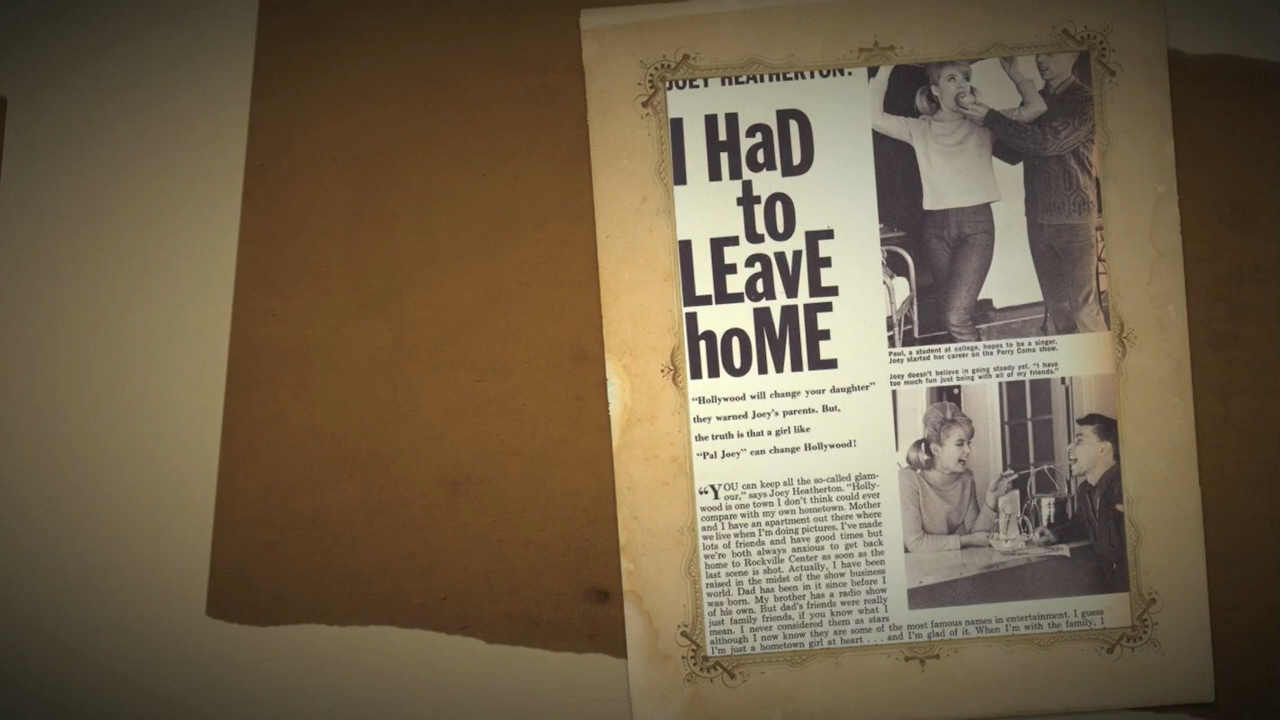 JOEY HEATHERTON:
I HaD
to
LEavE
hoME
"Hollywood will change your daughter"
they warned Joey's parents. But,
the truth is that a girl like
"Pal Joey" can change Hollywood!
"YOU can keep all the so-called glam-
our," says Joey Heatherton. "Holly-
wood is one town I don't think could ever
compare with my own hometown. Mother
and I have an apartment out there where
we live when I'm doing pictures. I've made
lots of friends and have good times but
we're both always anxious to get back
home to Rockville Center as soon as the
last scene is shot. Actually, I have been
raised in the midst of the show business
world. Dad has been in it since before I
was born. My brother has a radio show
of his own. But dad's friends were really
just family friends, if you know what I
mean. I never considered them as stars
although I now know they are some of the most famous names in entertainment. I guess
I'm just a hometown girl at heart . . . and I'm glad of it. When I'm with the family, I
Paul, a student at college, hopes to be a singer.
Joey started her career on the Perry Como show.
Joey doesn't believe in going steady yet. "I have
too much fun just being with all of my friends."